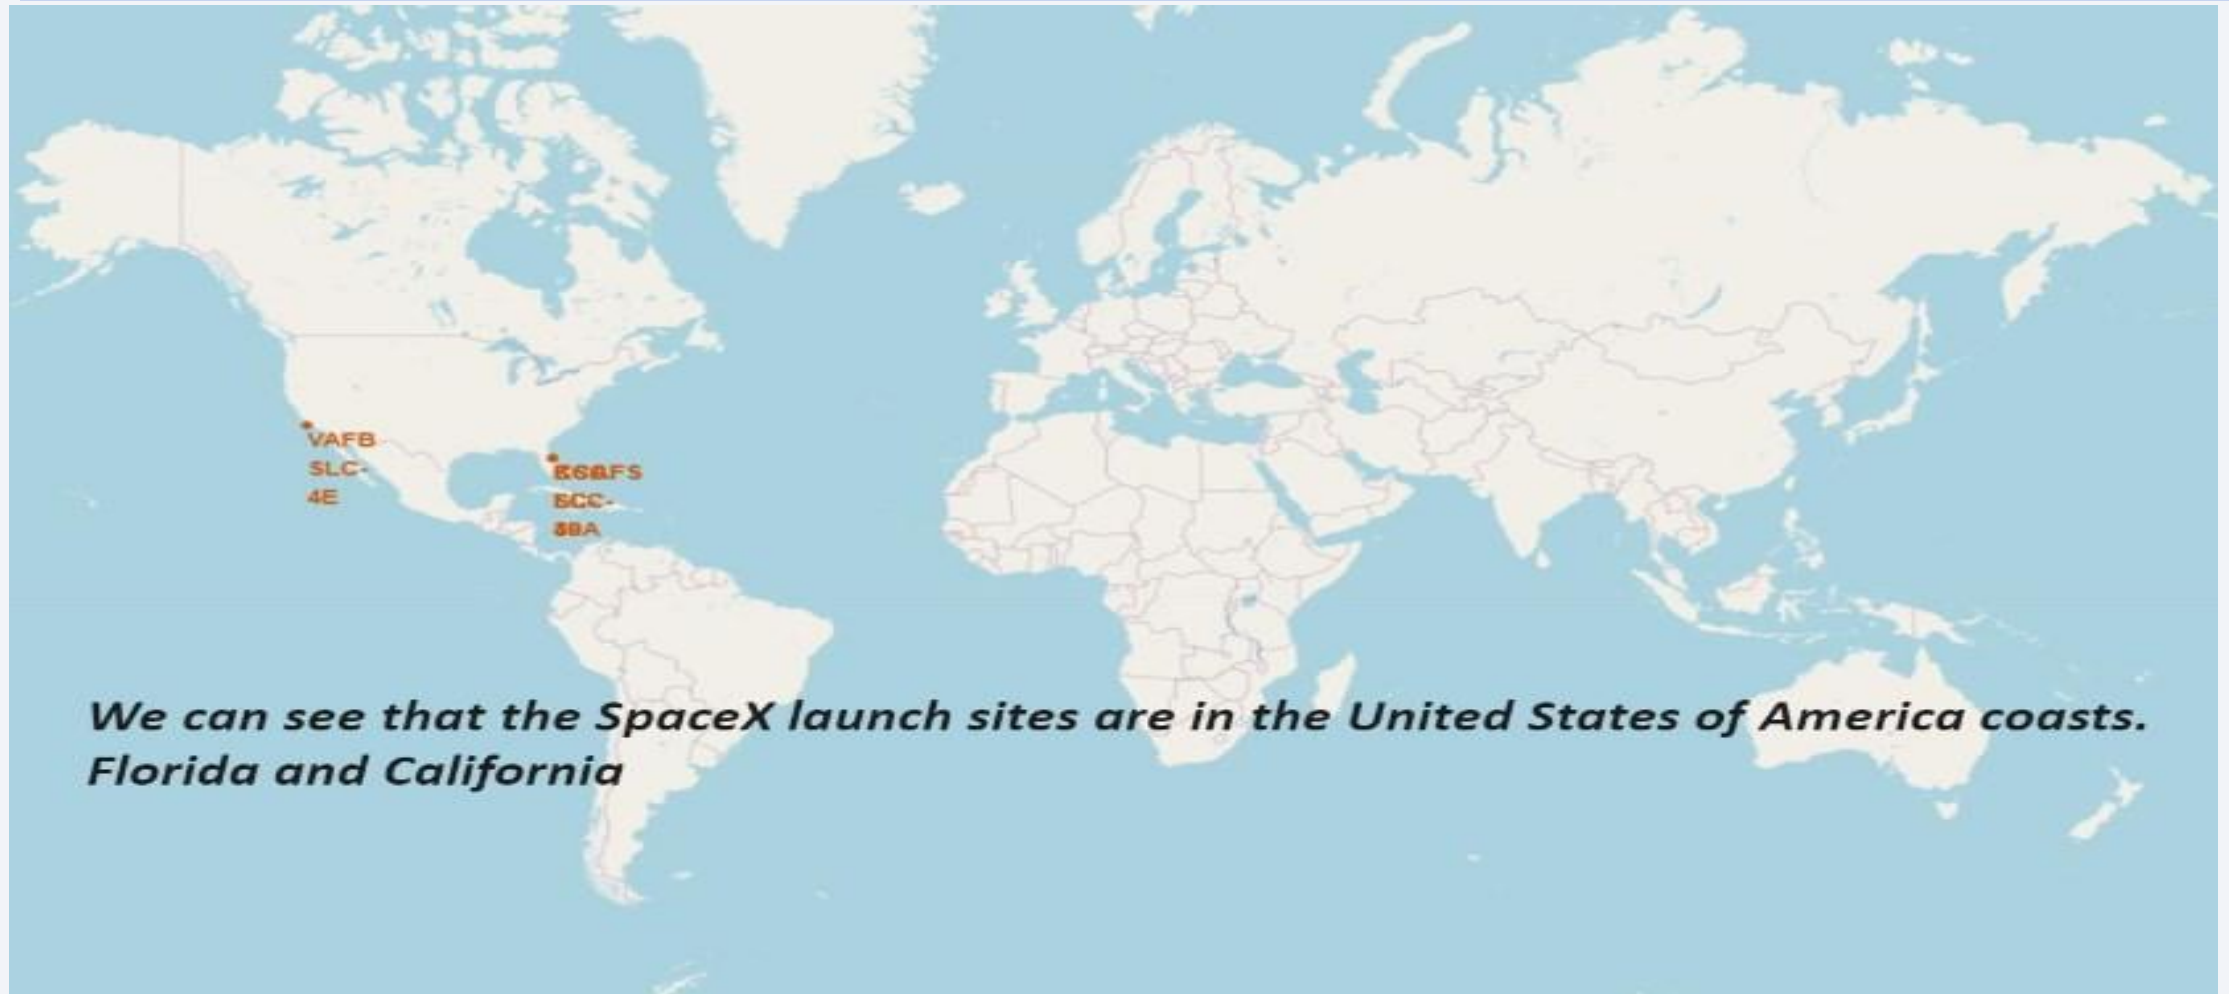 VAFB
SLC-
4E
We can see that the SpaceX launch sites are in the United States of America coasts.
Florida and California